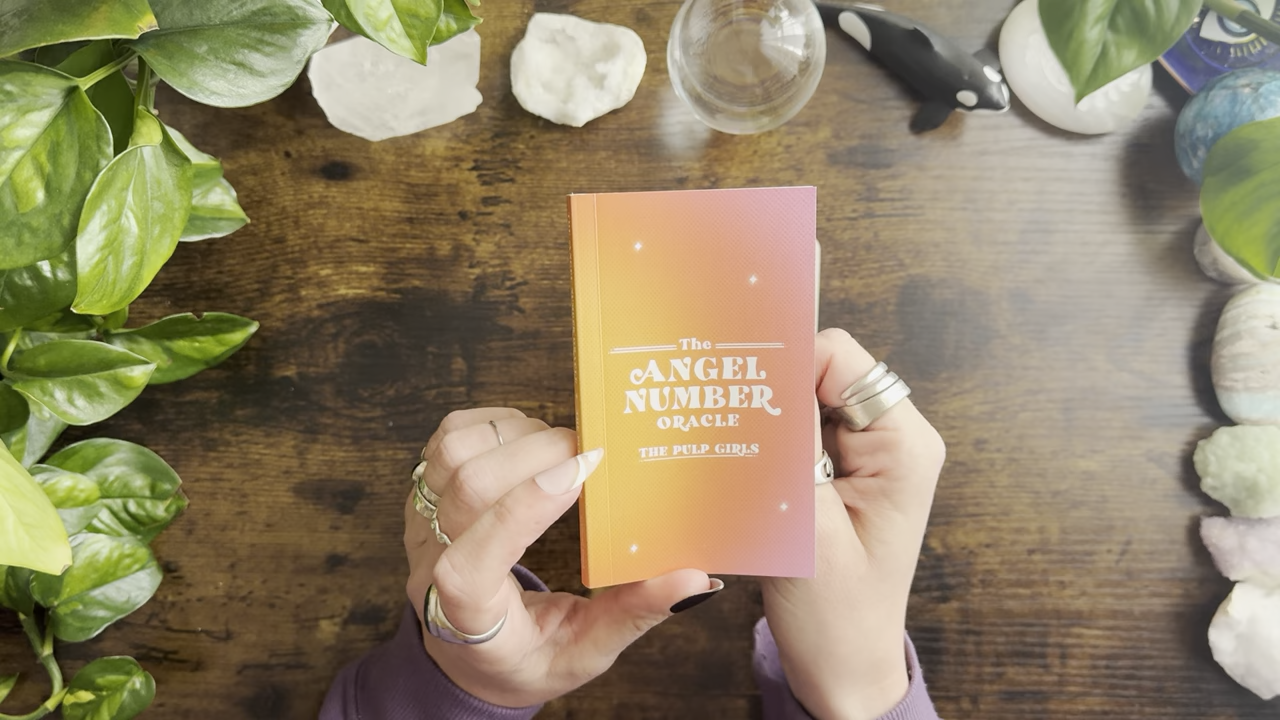 The
ANGEL
NUMBER
ORACLE
THE PULP GIRLS